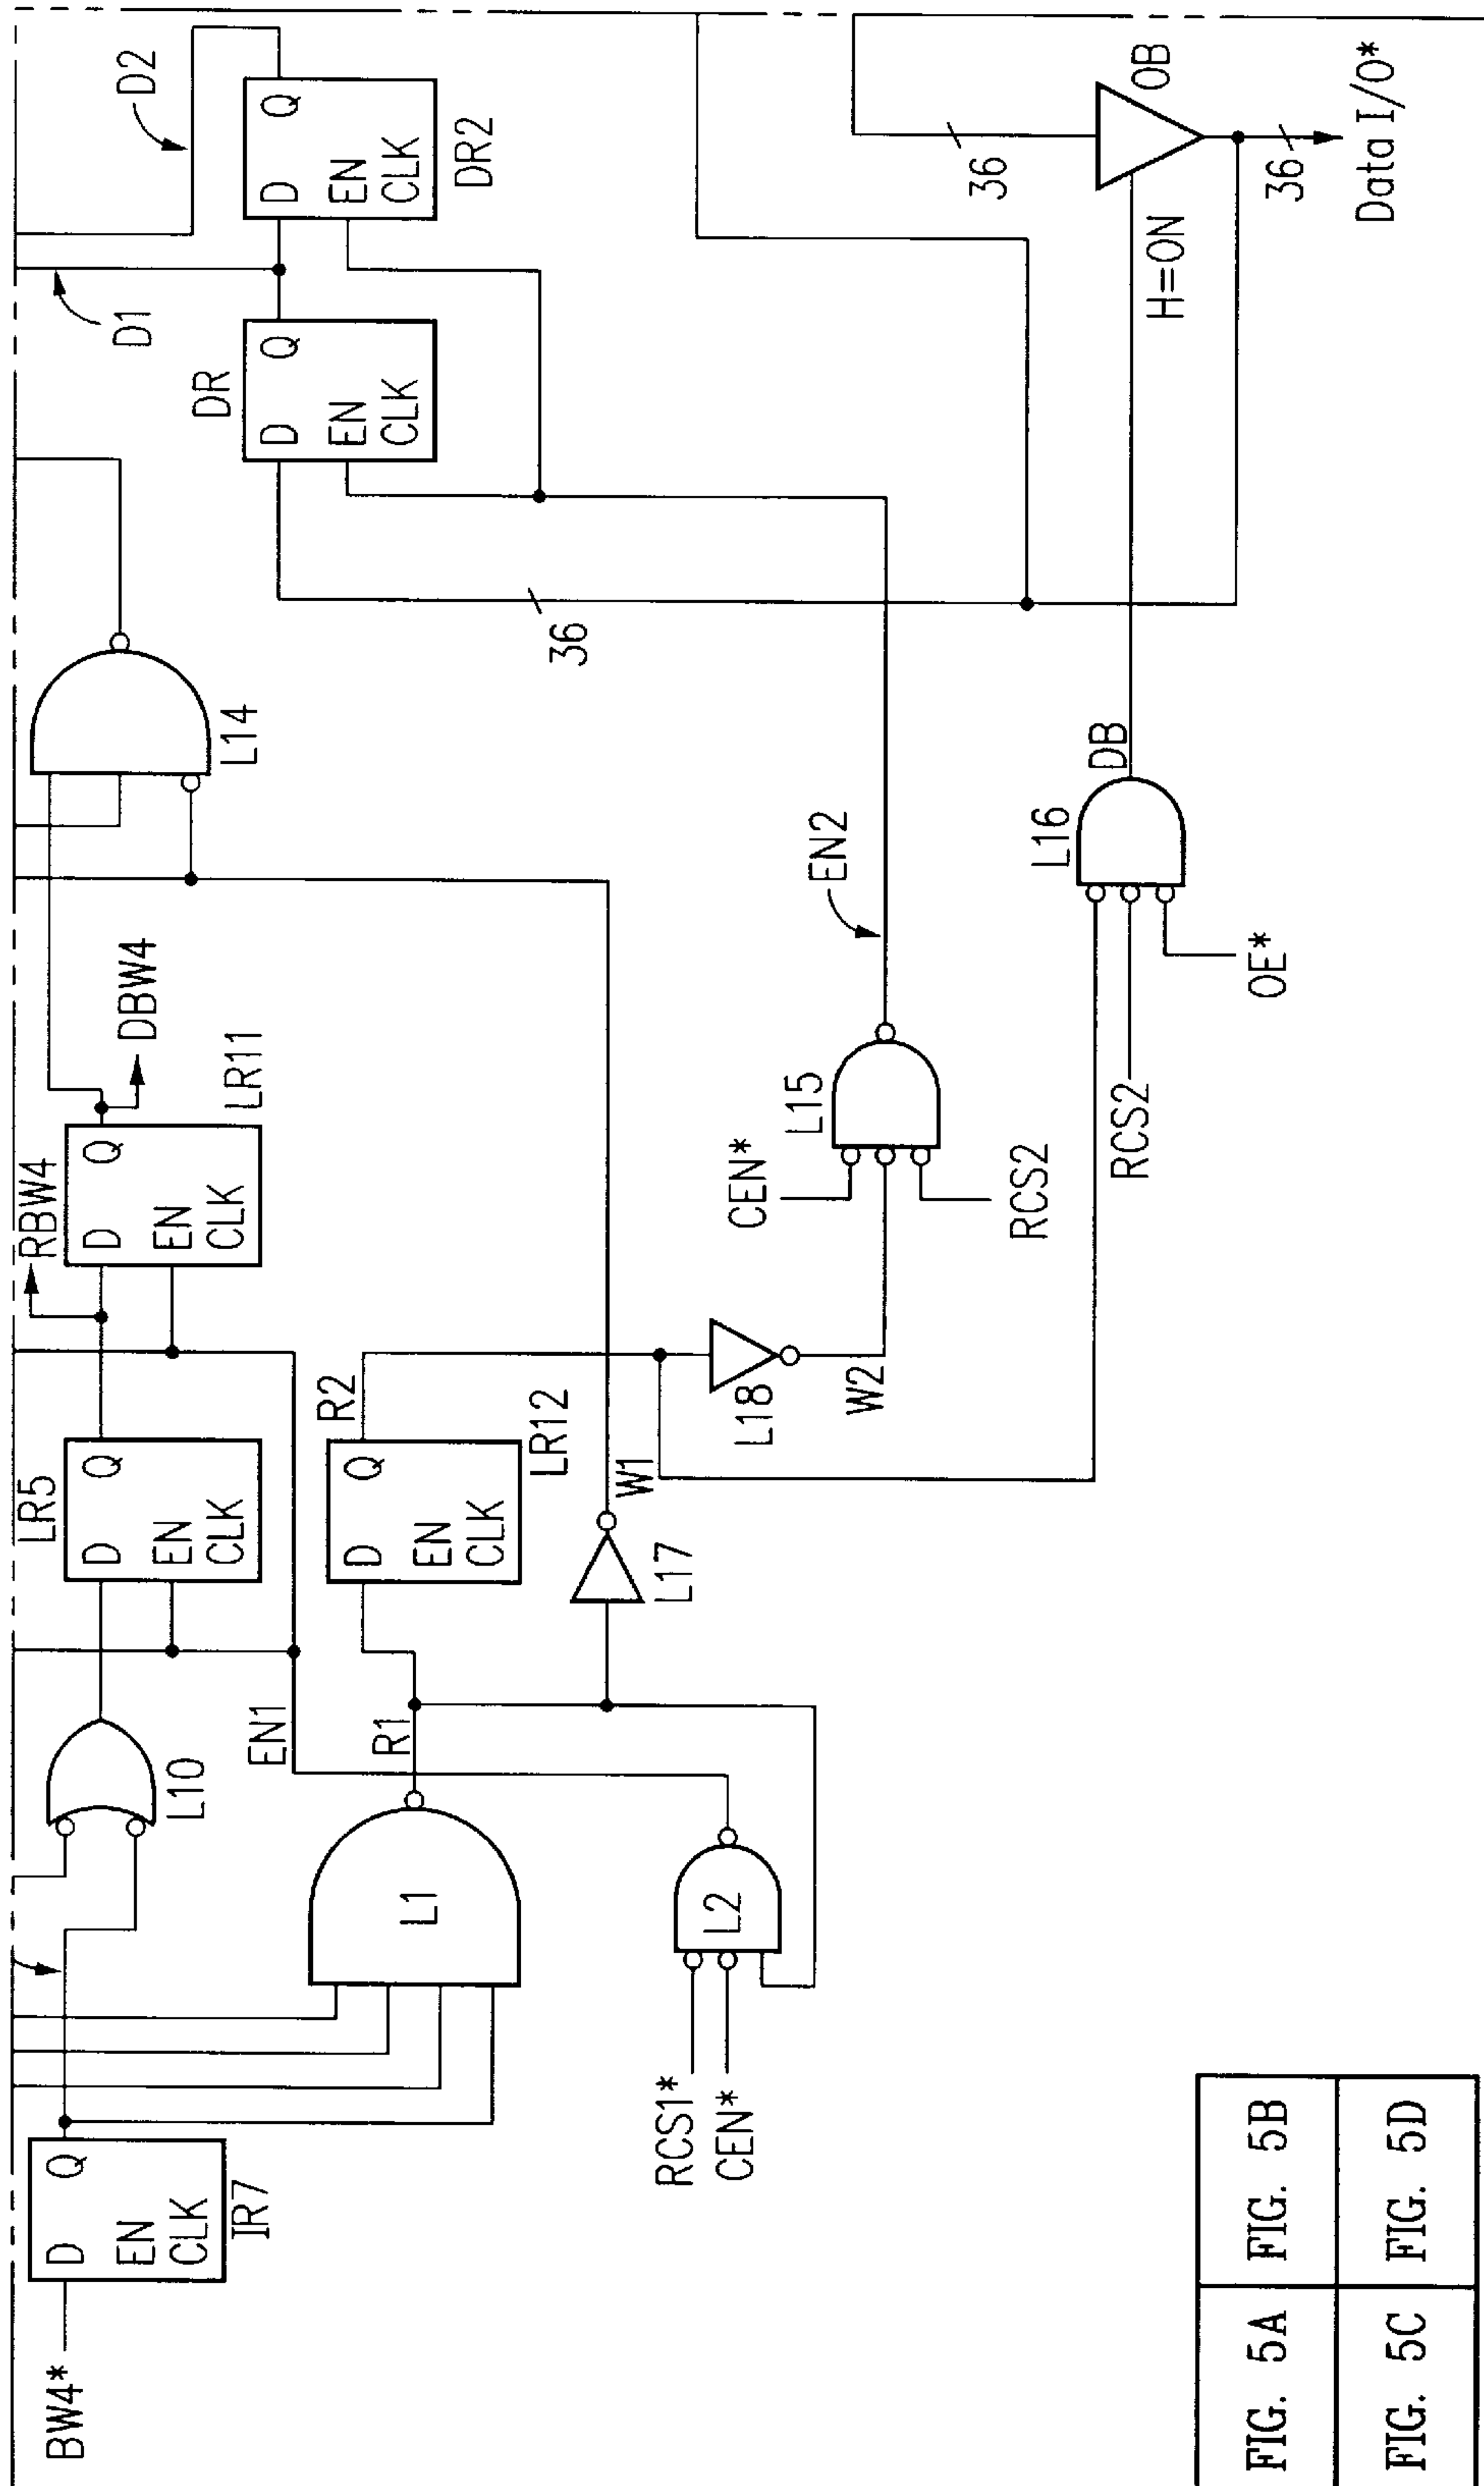 BW4*
D Q
EN
CLK
IR7
L10
LR5
D Q
EN
CLK
RBW4
D Q
EN
CLK
LR11
DBW4
L14
D1
D2
DR
D Q
EN
CLK
D Q
EN
CLK
DR2
EN1
L1
R1
D Q
EN
CLK
LR12
R2
L17
W1
RCS1*
CEN*
L2
L18
W2
CEN*
L15
RCS2
EN2
36
L16
DB
RCS2
OE*
H=ON
36
OB
36
Data I/O*
FIG. 5A FIG. 5B
FIG. 5C FIG. 5D